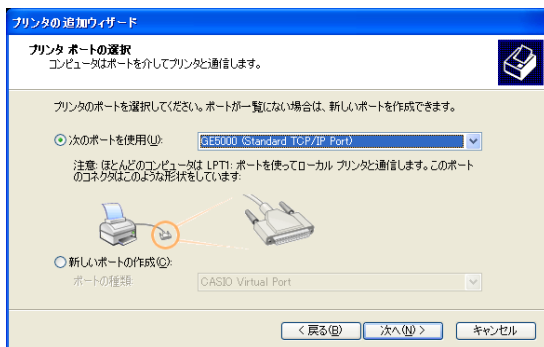 プリンタの追加ウィザード
プリンタ ポートの選択
コンピュータはポートを介してプリンタと通信します。
プリンタのポートを選択してください。ポートが一覧にない場合は、新しいポートを作成できます。
次のポートを使用(U):
GE5000 (Standard TCP/IP Port)
注意: ほとんどのコンピュータは LPT1: ポートを使ってローカル プリンタと通信します。このポート
のコネクタはこのような形状をしています:
新しいポートの作成(C):
ポートの種類:
CASIO Virtual Port
< 戻る(B)
次へ(N) >
キャンセル